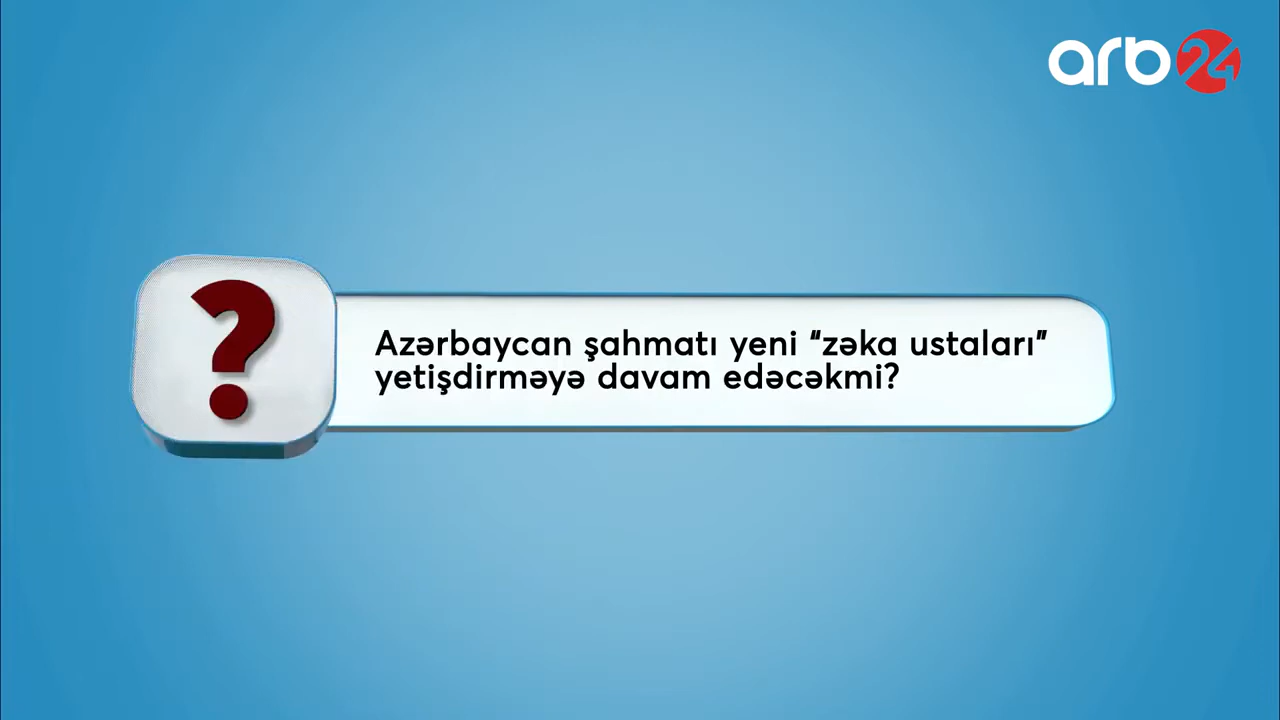 arb24
Azərbaycan şahmatı yeni “zəka ustaları”
yetişdirməyə davam edəcəkmi?